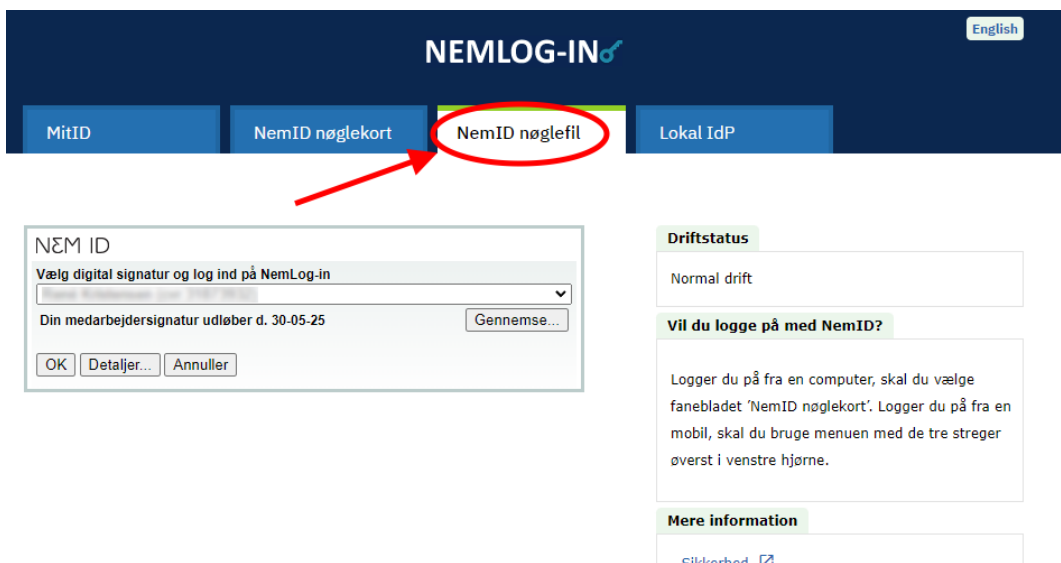 English
NEMLOG-IN
MitID
NemID nøglekort
NemID nøglefil
Lokal IdP
NEM ID
Vælg digital signatur og log ind på NemLog-in
Din medarbejdersignatur udløber d. 30-05-25
Gennemse...
OK
Detaljer...
Annuller
Driftstatus
Normal drift
Vil du logge på med NemID?
Logger du på fra en computer, skal du vælge
fanebladet ‘NemID nøglekort’. Logger du på fra en
mobil, skal du bruge menuen med de tre streger
øverst i venstre hjørne.
Mere information
Sikkerhed